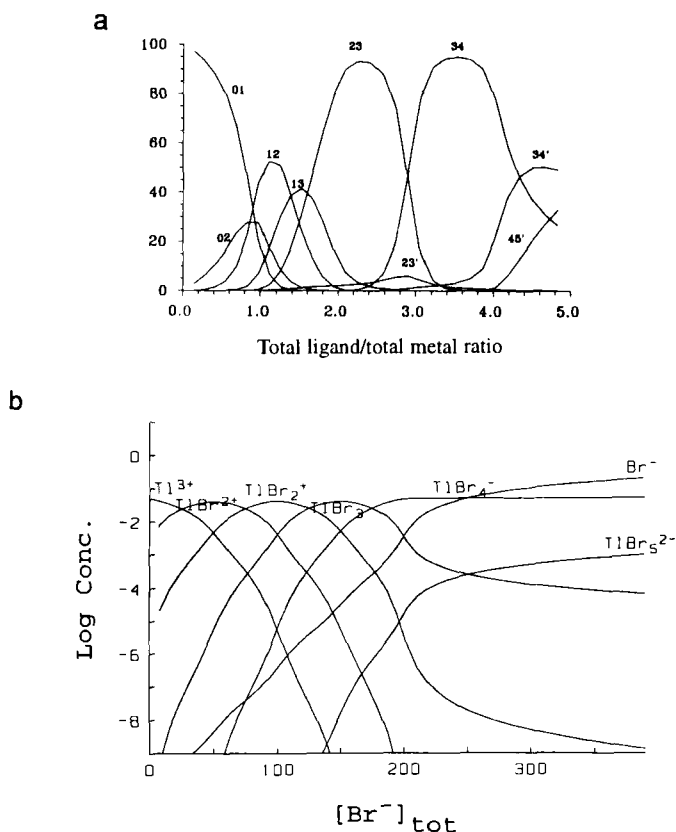 a
100
80
60
40
20
0
01
02
12
13
23
23'
34
34'
45'
0.0 1.0 2.0 3.0 4.0 5.0
Total ligand/total metal ratio
b
Log Conc.
0
-2
-4
-6
-8
Tl³⁺
TlBr²⁺
TlBr₂⁺
TlBr₃
TlBr₄⁻
Br⁻
TlBr₅²⁻
0 100 200 300
[Br⁻]tot